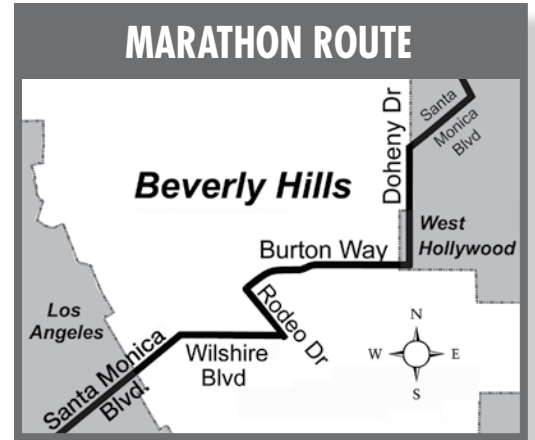 MARATHON ROUTE
Doheny Dr
Santa
Monica
Blvd
Beverly Hills
West
Hollywood
Burton Way
Rodeo Dr
Los
Angeles
Wilshire
Blvd
Santa Monica
Blvd.
N
W
E
S